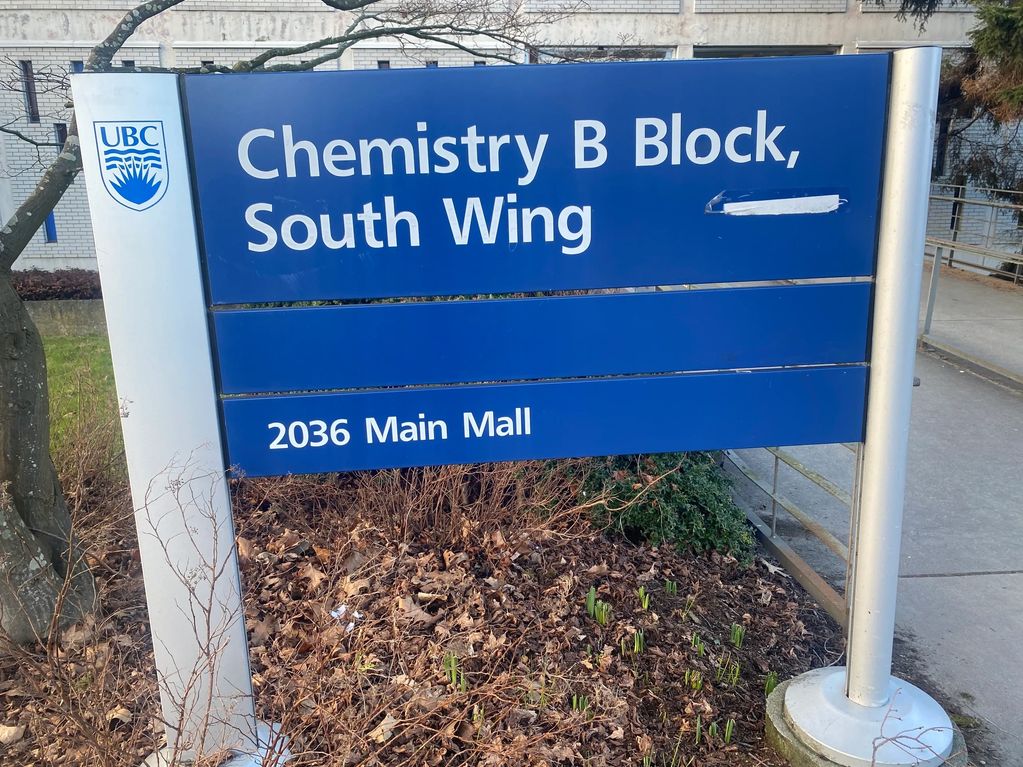 UBC
Chemistry B Block,
South Wing
2036 Main Mall